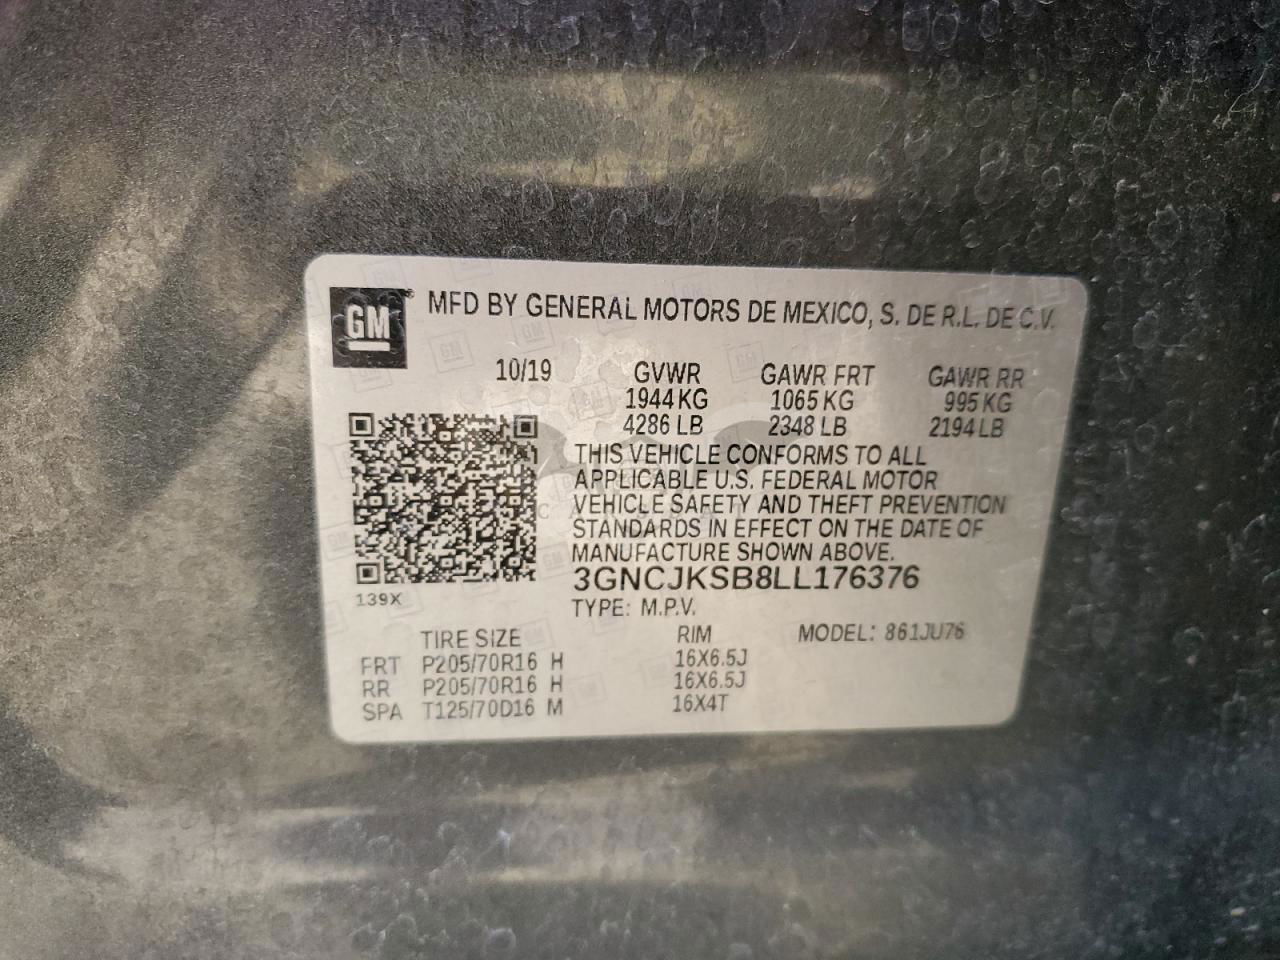 GM® MFD BY GENERAL MOTORS DE MEXICO, S. DE R.L. DE C.V.
10/19 GVWR GAWR FRT GAWR RR
1944 KG 1065 KG 995 KG
4286 LB 2348 LB 2194 LB
THIS VEHICLE CONFORMS TO ALL
APPLICABLE U.S. FEDERAL MOTOR
VEHICLE SAFETY AND THEFT PREVENTION
STANDARDS IN EFFECT ON THE DATE OF
MANUFACTURE SHOWN ABOVE.
3GNCJKSB8LL176376
139X
TYPE: M.P.V.
TIRE SIZE RIM MODEL: 861JU76
FRT P205/70R16 H 16X6.5J
RR P205/70R16 H 16X6.5J
SPA T125/70D16 M 16X4T